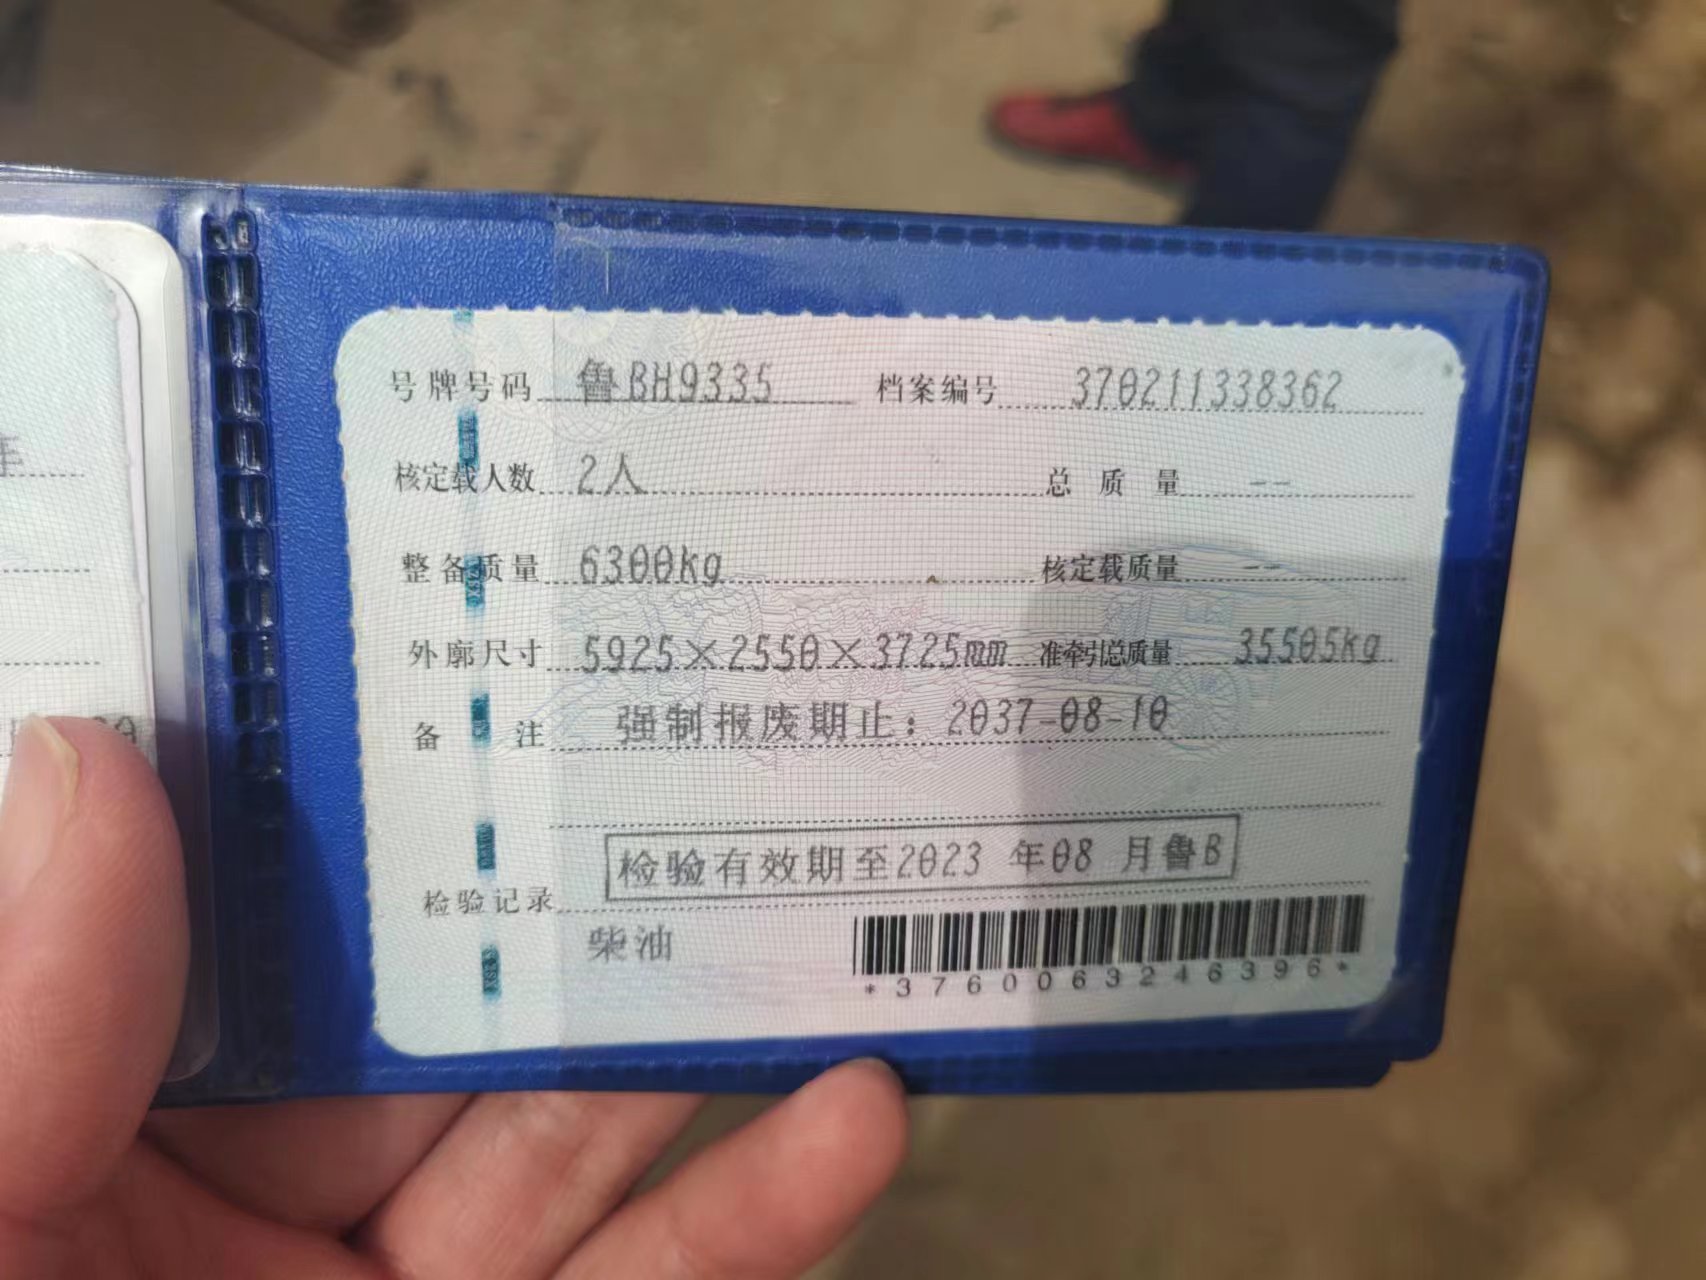 号牌号码 鲁BH9335 档案编号 370211338362
核定载人数 2人 总质量 --
整备质量 6300kg 核定载质量 --
外廓尺寸 5925×2550×3725mm 准牵引总质量 35505kg
备注 强制报废期止：2037-08-10
检验有效期至2023 年08 月鲁B
检验记录
柴油
*3760063246396*